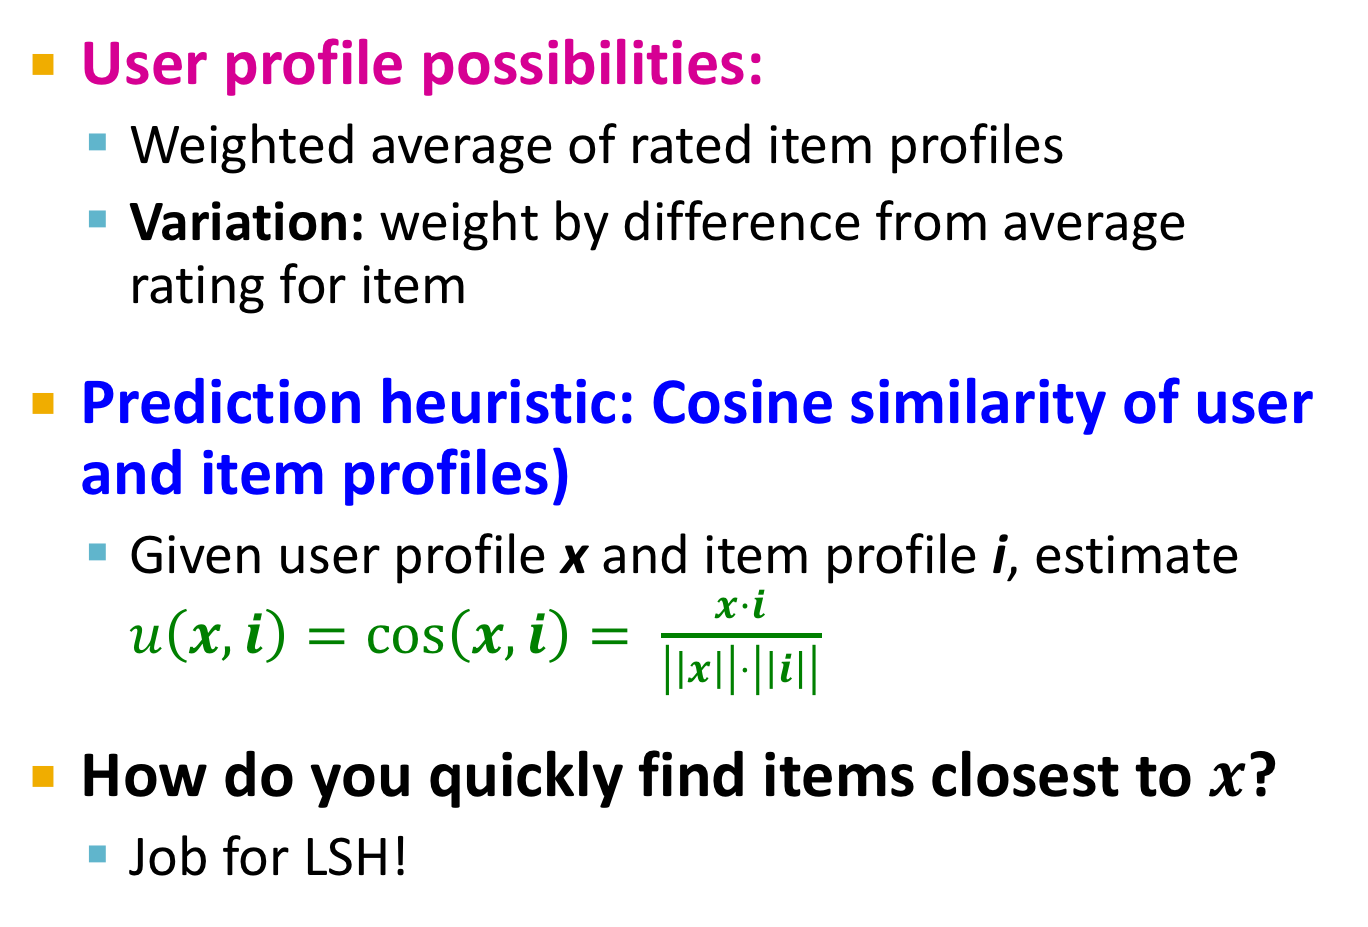 User profile possibilities:
Weighted average of rated item profiles
Variation: weight by difference from average
rating for item
Prediction heuristic: Cosine similarity of user
and item profiles)
Given user profile x and item profile i, estimate
u(x, i) = cos(x, i) = x·i / ||x||·||i||
How do you quickly find items closest to x?
Job for LSH!